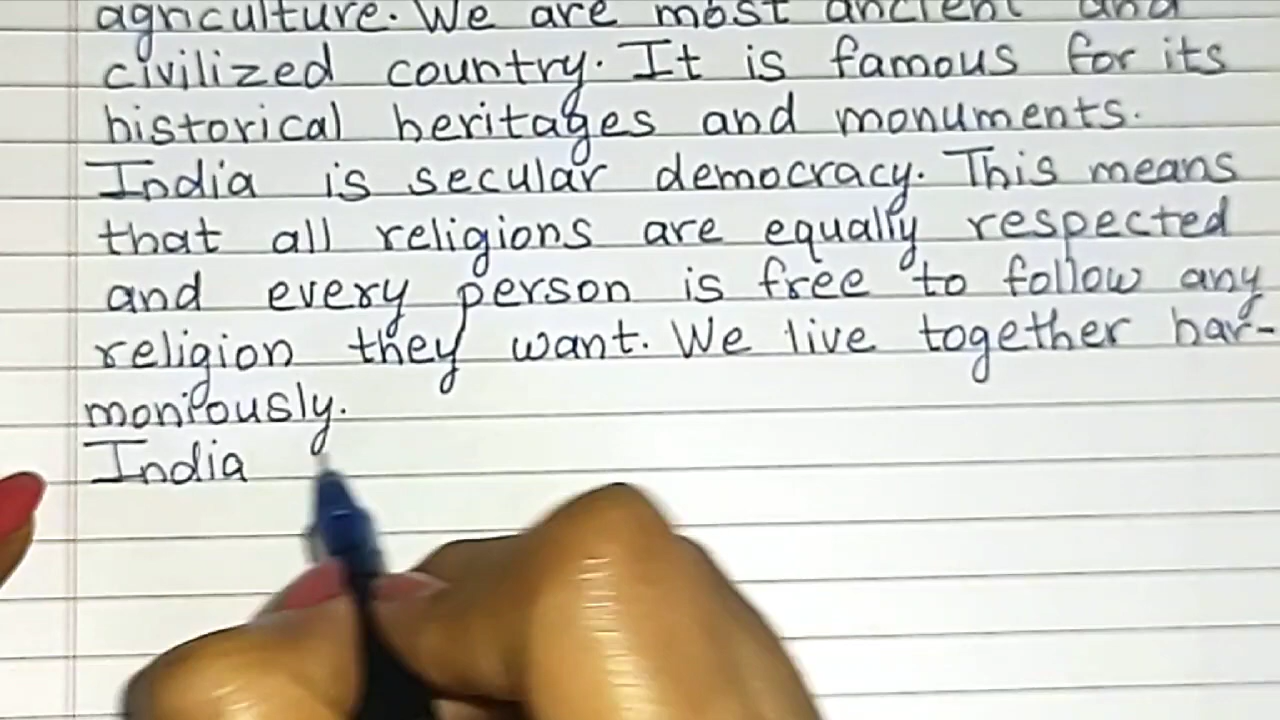 agriculture. We are most ancient and
civilized country. It is famous for its
historical heritages and monuments.
India is secular democracy. This means
that all religions are equally respected
and every person is free to follow any
religion they want. We live together har-
moniously.
India